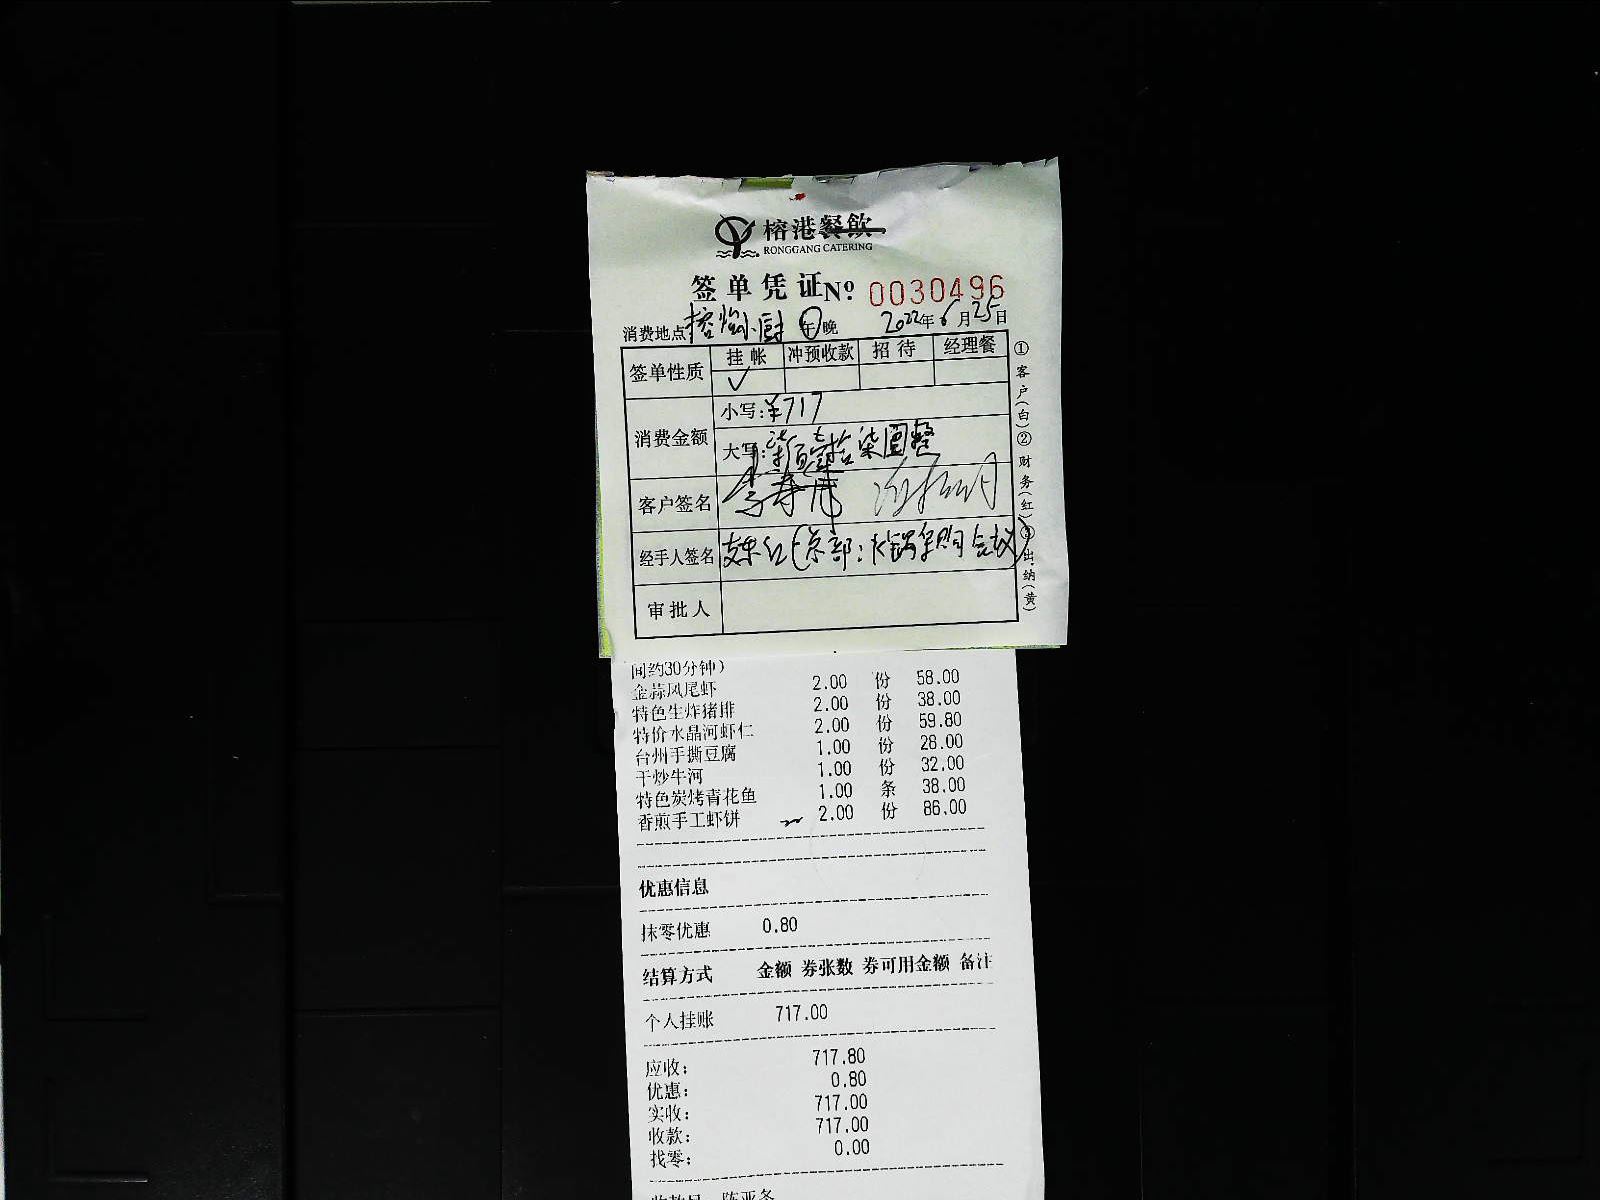 榕港餐飲
RONGGANG CATERING
签单凭证 Nº 0030496
消费地点 榕港小厨 午晚 2022年6月25日
签单性质 挂帐 冲预收款 招待 经理餐
✓
消费金额 小写:¥717
大写:柒佰壹拾柒圆整
客户签名
经手人签名
审批人
①客户(白)②财务(红)③出纳(黄)
间约30分钟)
金蒜凤尾虾 2.00 份 58.00
特色生炸猪排 2.00 份 38.00
特价水晶河虾仁 2.00 份 59.80
台州手撕豆腐 1.00 份 28.00
干炒牛河 1.00 份 32.00
特色炭烤青花鱼 1.00 条 38.00
香煎手工虾饼 2.00 份 86.00
优惠信息
抹零优惠 0.80
结算方式 金额 券张数 券可用金额 备注
个人挂账 717.00
应收: 717.80
优惠: 0.80
实收: 717.00
收款: 717.00
找零: 0.00